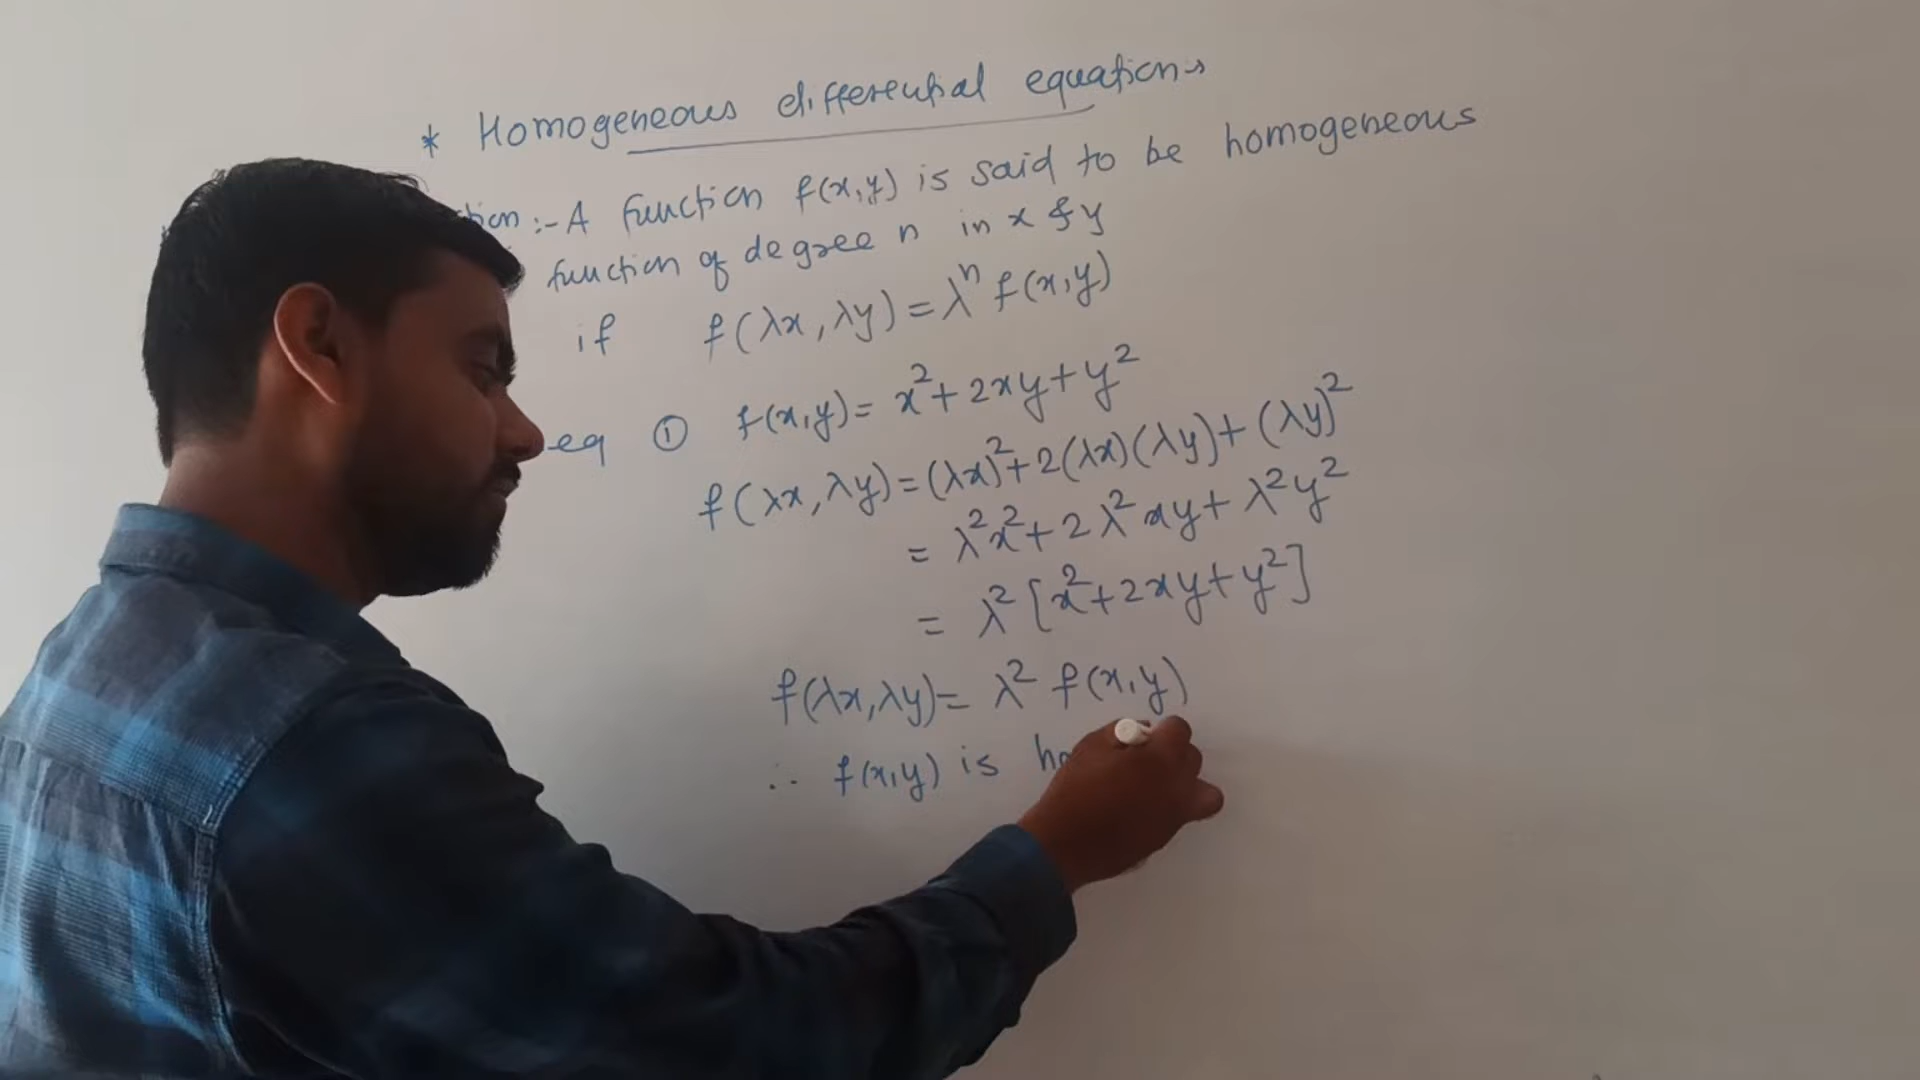 * Homogeneous differential equation→
:- A function f(x,y) is said to be homogeneous
function of degree n in x & y
if f(λx, λy) = λⁿ f(x,y)
eg ① f(x,y) = x² + 2xy + y²
f(λx, λy) = (λx)² + 2(λx)(λy) + (λy)²
= λ²x² + 2λ²xy + λ²y²
= λ² [x² + 2xy + y²]
f(λx, λy) = λ² f(x,y)
∴ f(x,y) is